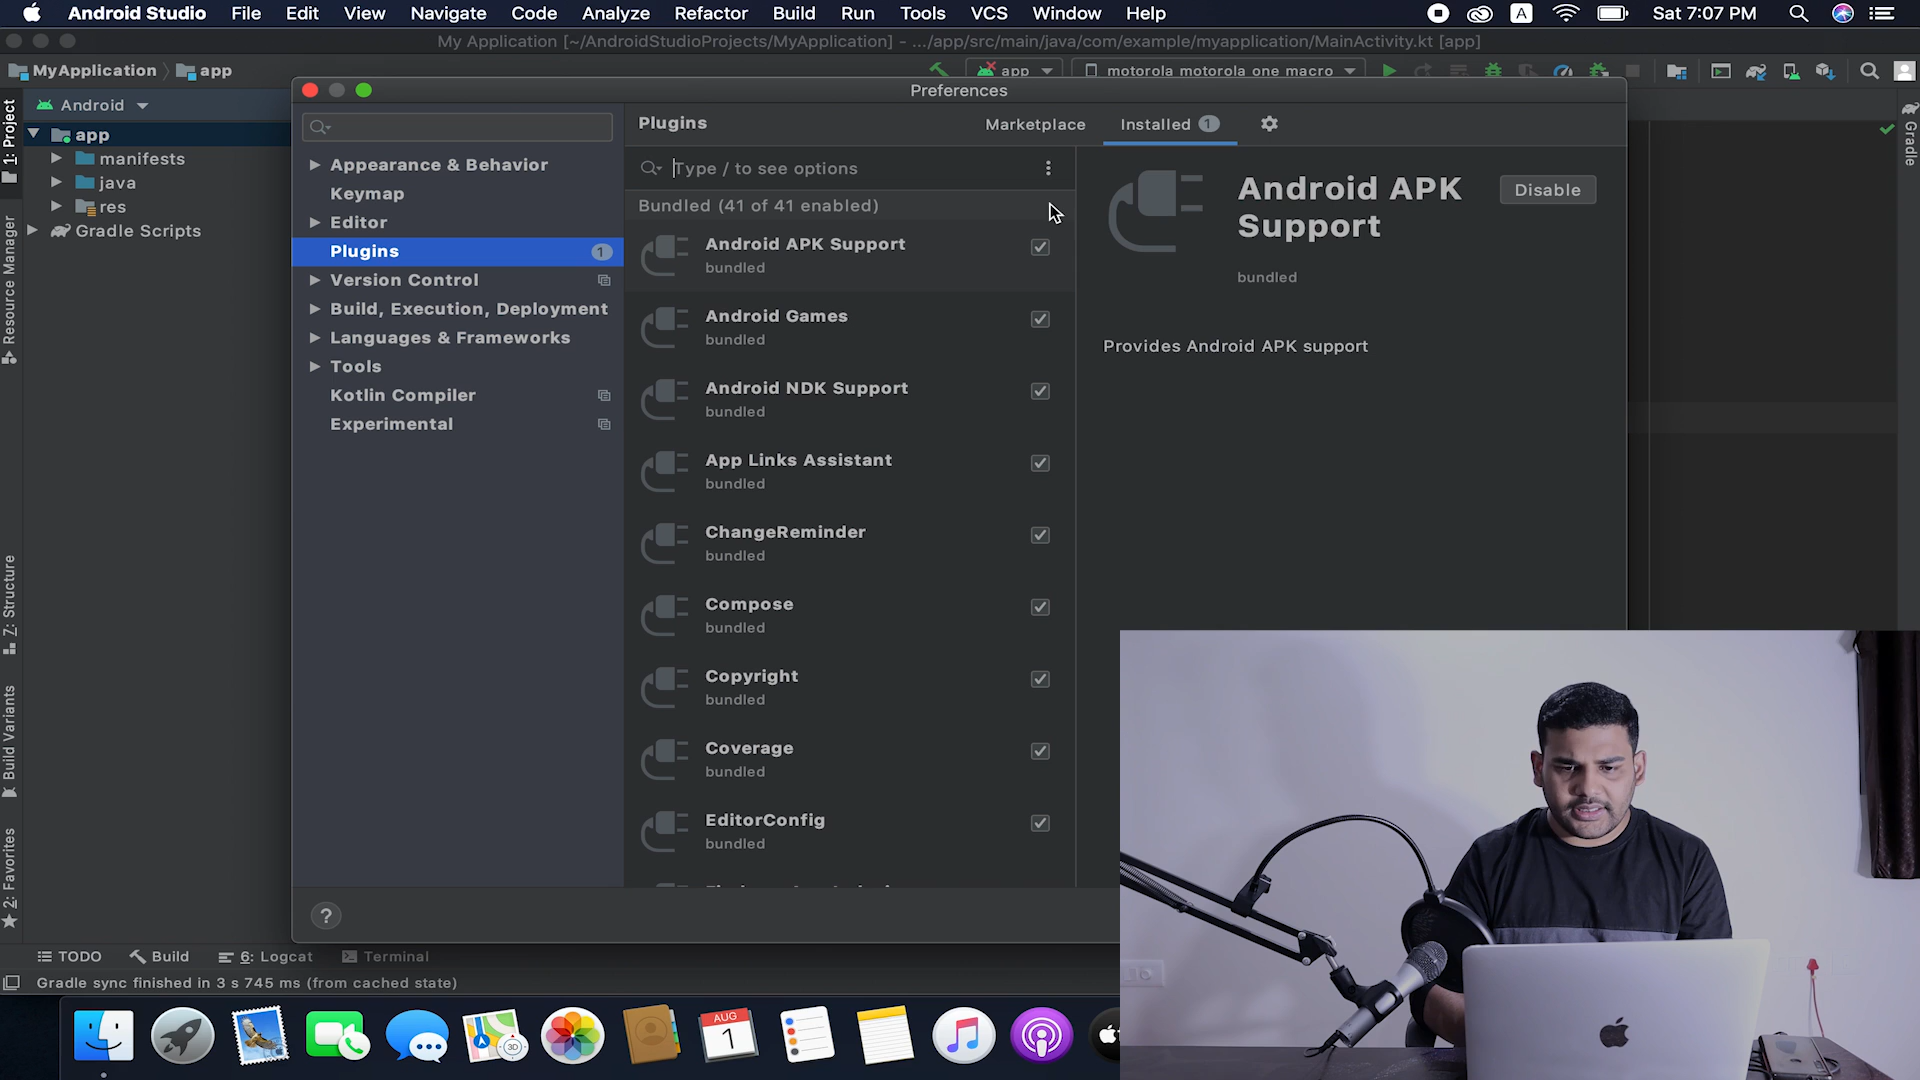 Android Studio File Edit View Navigate Code Analyze Refactor Build Run Tools VCS Window Help A Sat 7:07 PM
My Application [~/AndroidStudioProjects/MyApplication] - .../app/src/main/java/com/example/myapplication/MainActivity.kt [app]
MyApplication app app motorola motorola one macro
Preferences
Android
1: Project
Resource Manager
Z: Structure
Build Variants
2: Favorites
Gradle
app
manifests
java
res
Gradle Scripts
Appearance & Behavior
Keymap
Editor
Plugins 1
Version Control
Build, Execution, Deployment
Languages & Frameworks
Tools
Kotlin Compiler
Experimental
?
Plugins Marketplace Installed 1
Type / to see options
Bundled (41 of 41 enabled)
Android APK Support
bundled
Android Games
bundled
Android NDK Support
bundled
App Links Assistant
bundled
ChangeReminder
bundled
Compose
bundled
Copyright
bundled
Coverage
bundled
EditorConfig
bundled
Android APK
Support
Disable
bundled
Provides Android APK support
TODO Build 6: Logcat Terminal
Gradle sync finished in 3 s 745 ms (from cached state)
3D
AUG
1